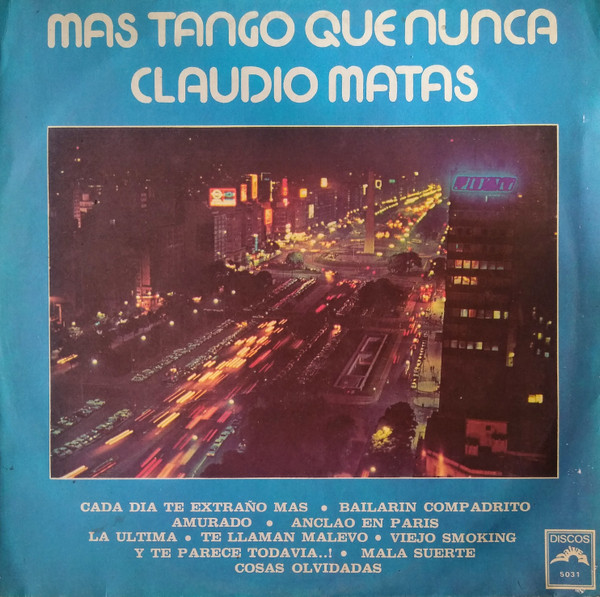 MAS TANGO QUE NUNCA
CLAUDIO MATAS
CADA DIA TE EXTRAÑO MAS • BAILARIN COMPADRITO
AMURADO • ANCLAO EN PARIS
LA ULTIMA • TE LLAMAN MALEVO • VIEJO SMOKING
Y TE PARECE TODAVIA..! • MALA SUERTE
COSAS OLVIDADAS
DISCOS
5031